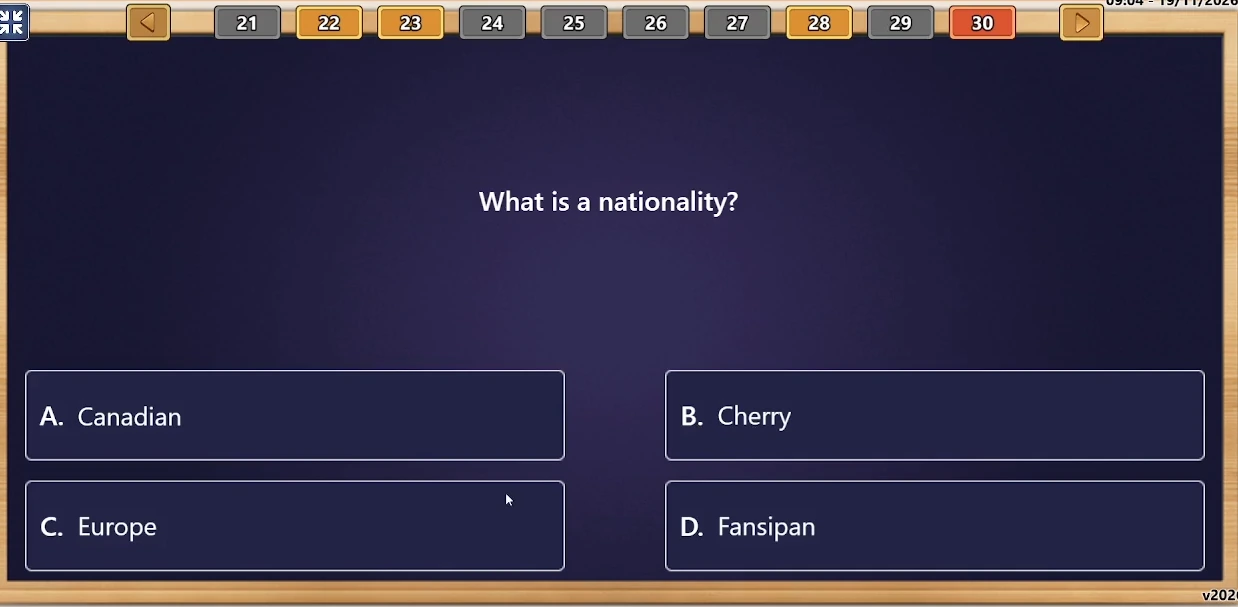 21 22 23 24 25 26 27 28 29 30
What is a nationality?
A. Canadian
B. Cherry
C. Europe
D. Fansipan